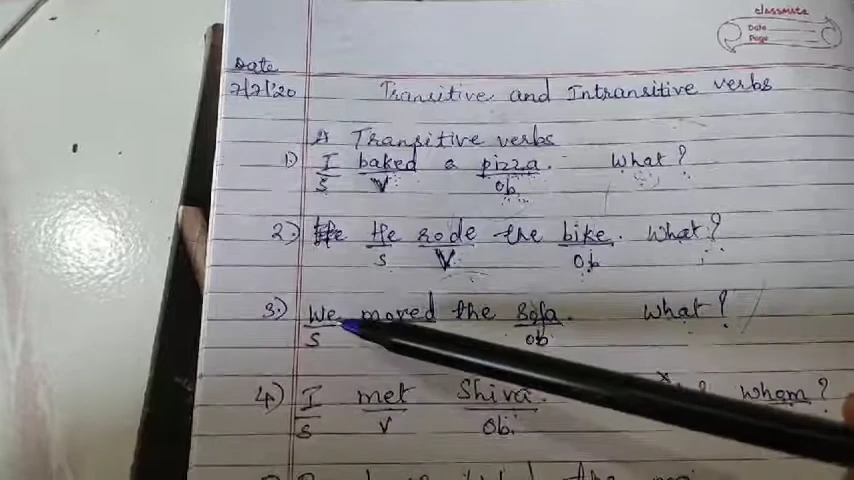 classmate
Date
Page
Date
7/7/'20
Transitive and Intransitive verbs
A Transitive verbs
1) I baked a pizza. What?
S V ob.
2.) He rode the bike. What?
S V Ob
3.) We moved the Sofa. What?
S ob
4.) I met Shiva. Whom?
S V Ob.